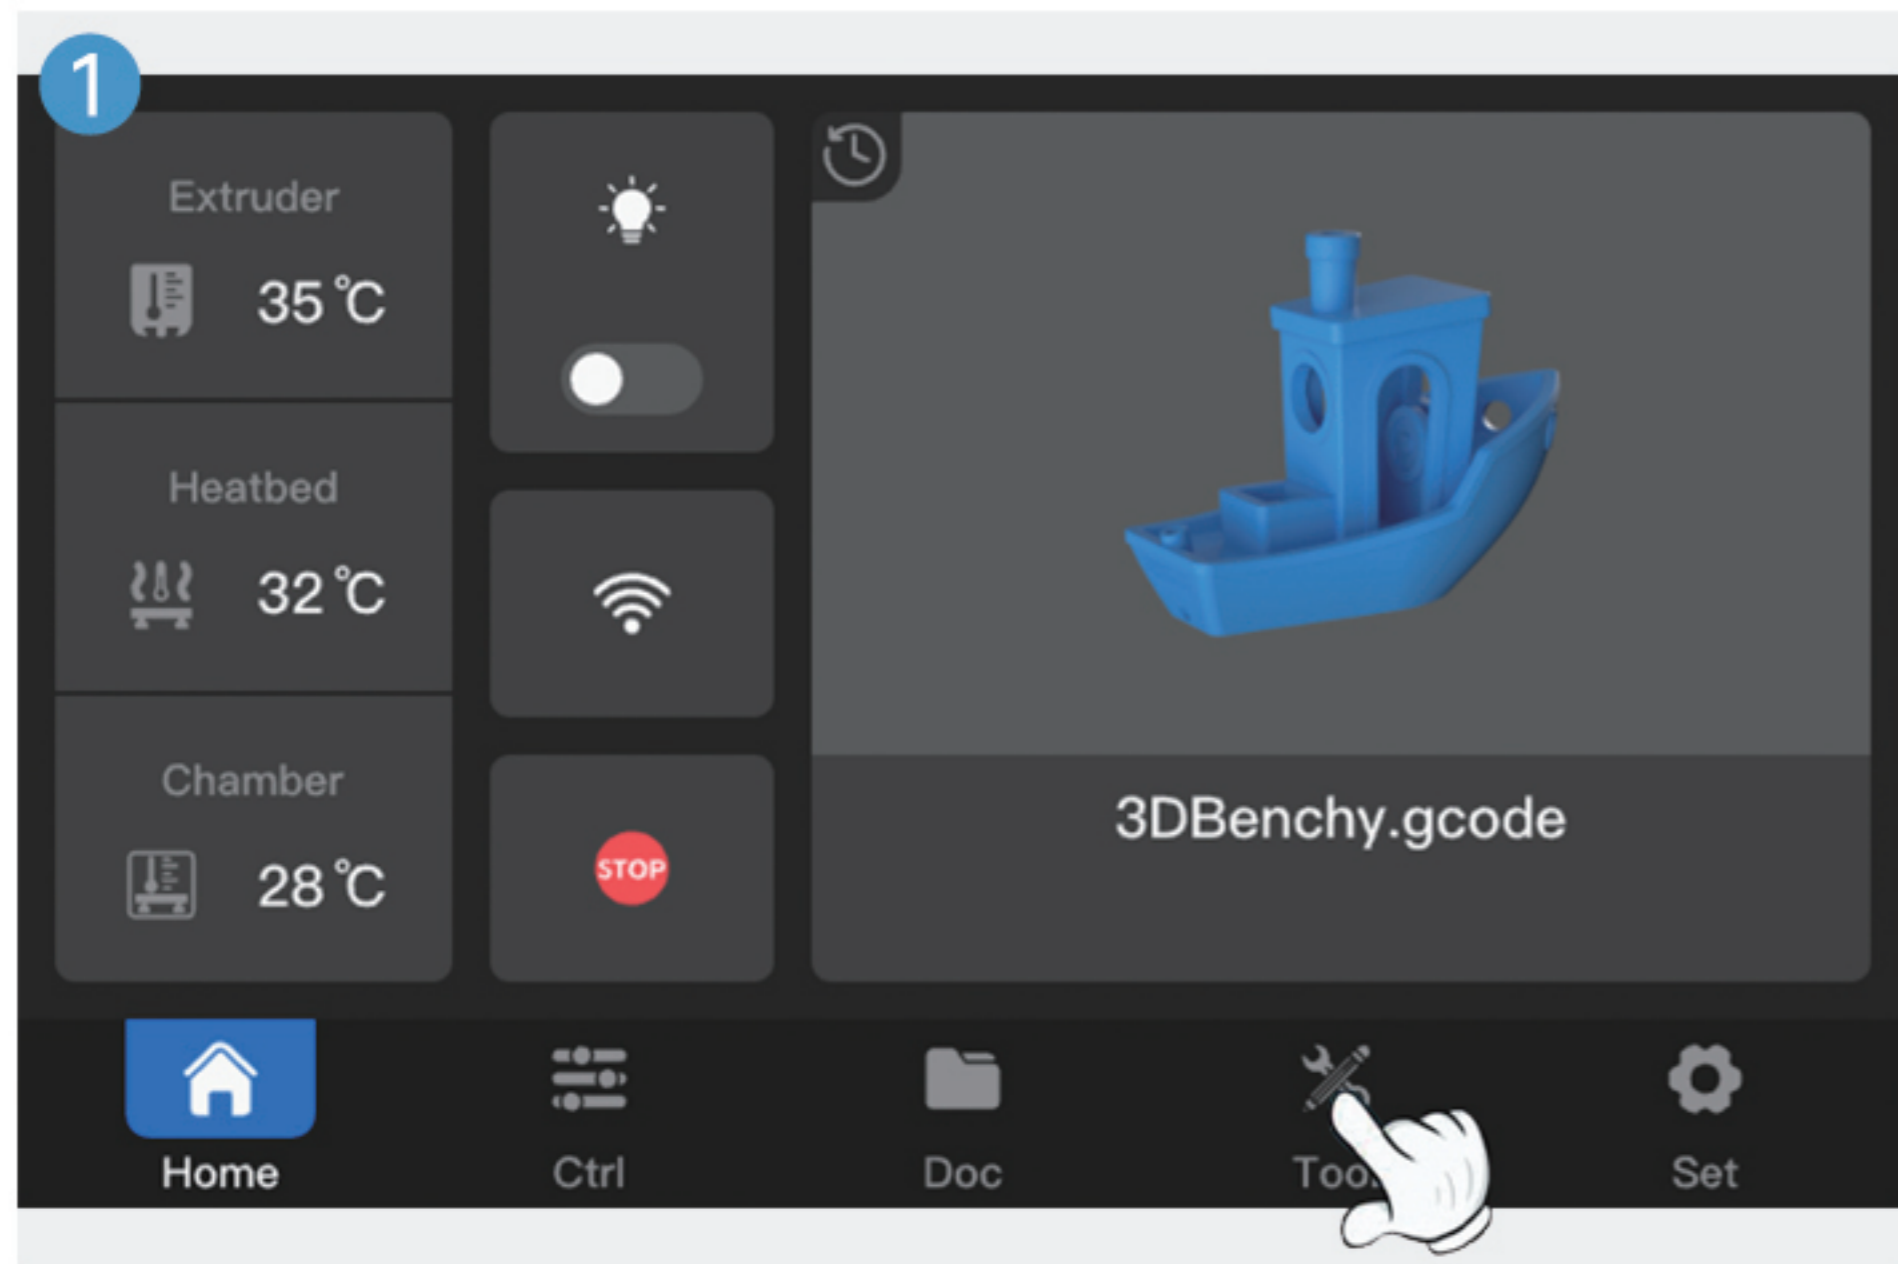 1
Extruder
35 ℃
Heatbed
32 ℃
Chamber
28 ℃
STOP
3DBenchy.gcode
Home
Ctrl
Doc
Set